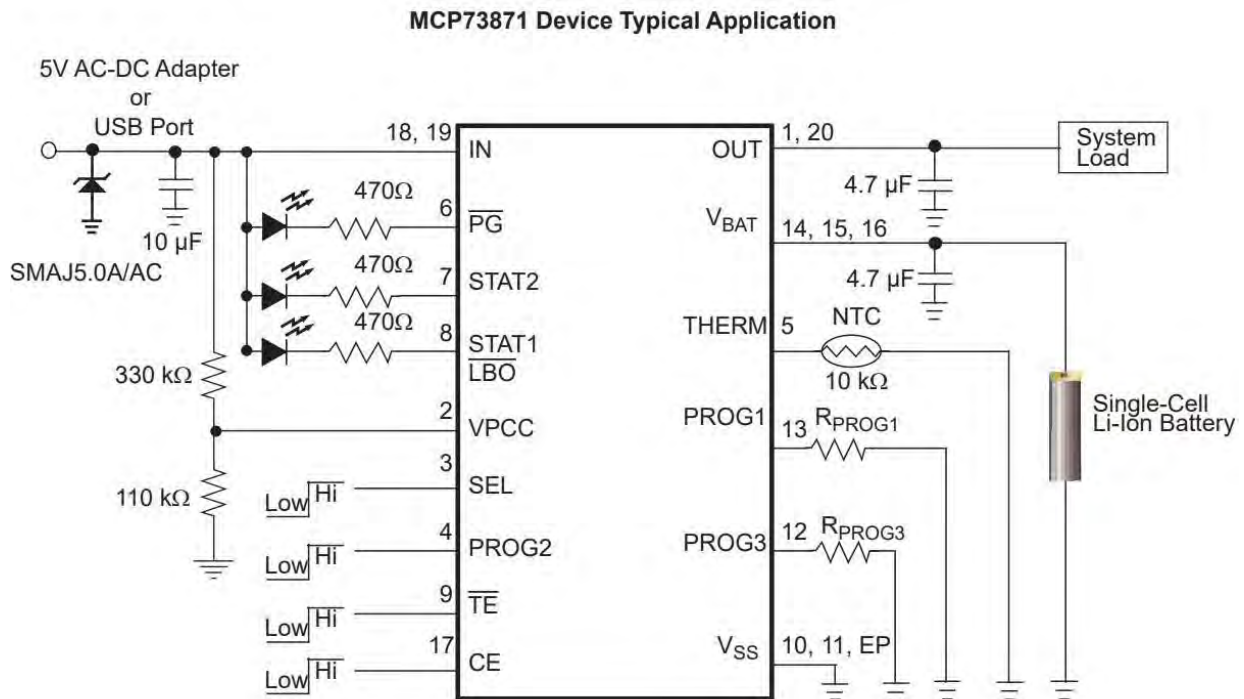 MCP73871 Device Typical Application
5V AC-DC Adapter
or
USB Port
18, 19
IN
OUT
1, 20
System
Load
4.7 µF
10 µF
SMAJ5.0A/AC
470Ω
6
P̅G̅
470Ω
7
STAT2
470Ω
8
STAT1
L̅B̅O̅
V_BAT
14, 15, 16
4.7 µF
THERM
5
NTC
10 kΩ
330 kΩ
2
VPCC
PROG1
13
R_PROG1
Single-Cell
Li-Ion Battery
110 kΩ
3
SEL
Low Hi
4
PROG2
Low Hi
PROG3
12
R_PROG3
9
T̅E̅
Low Hi
17
CE
Low Hi
V_SS
10, 11, EP